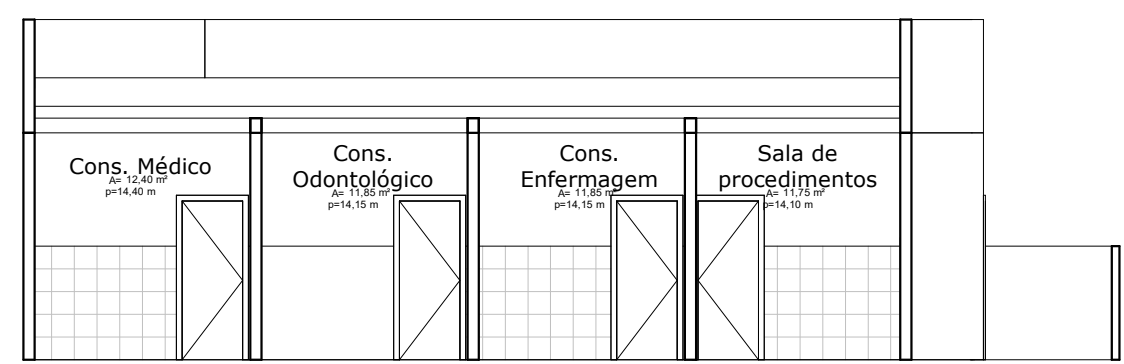 Cons. Médico
A= 12,40 m²
p=14,40 m
Cons.
Odontológico
A= 11,85 m²
p=14,15 m
Cons.
Enfermagem
A= 11,85 m²
p=14,15 m
Sala de
procedimentos
A= 11,75 m²
p=14,10 m